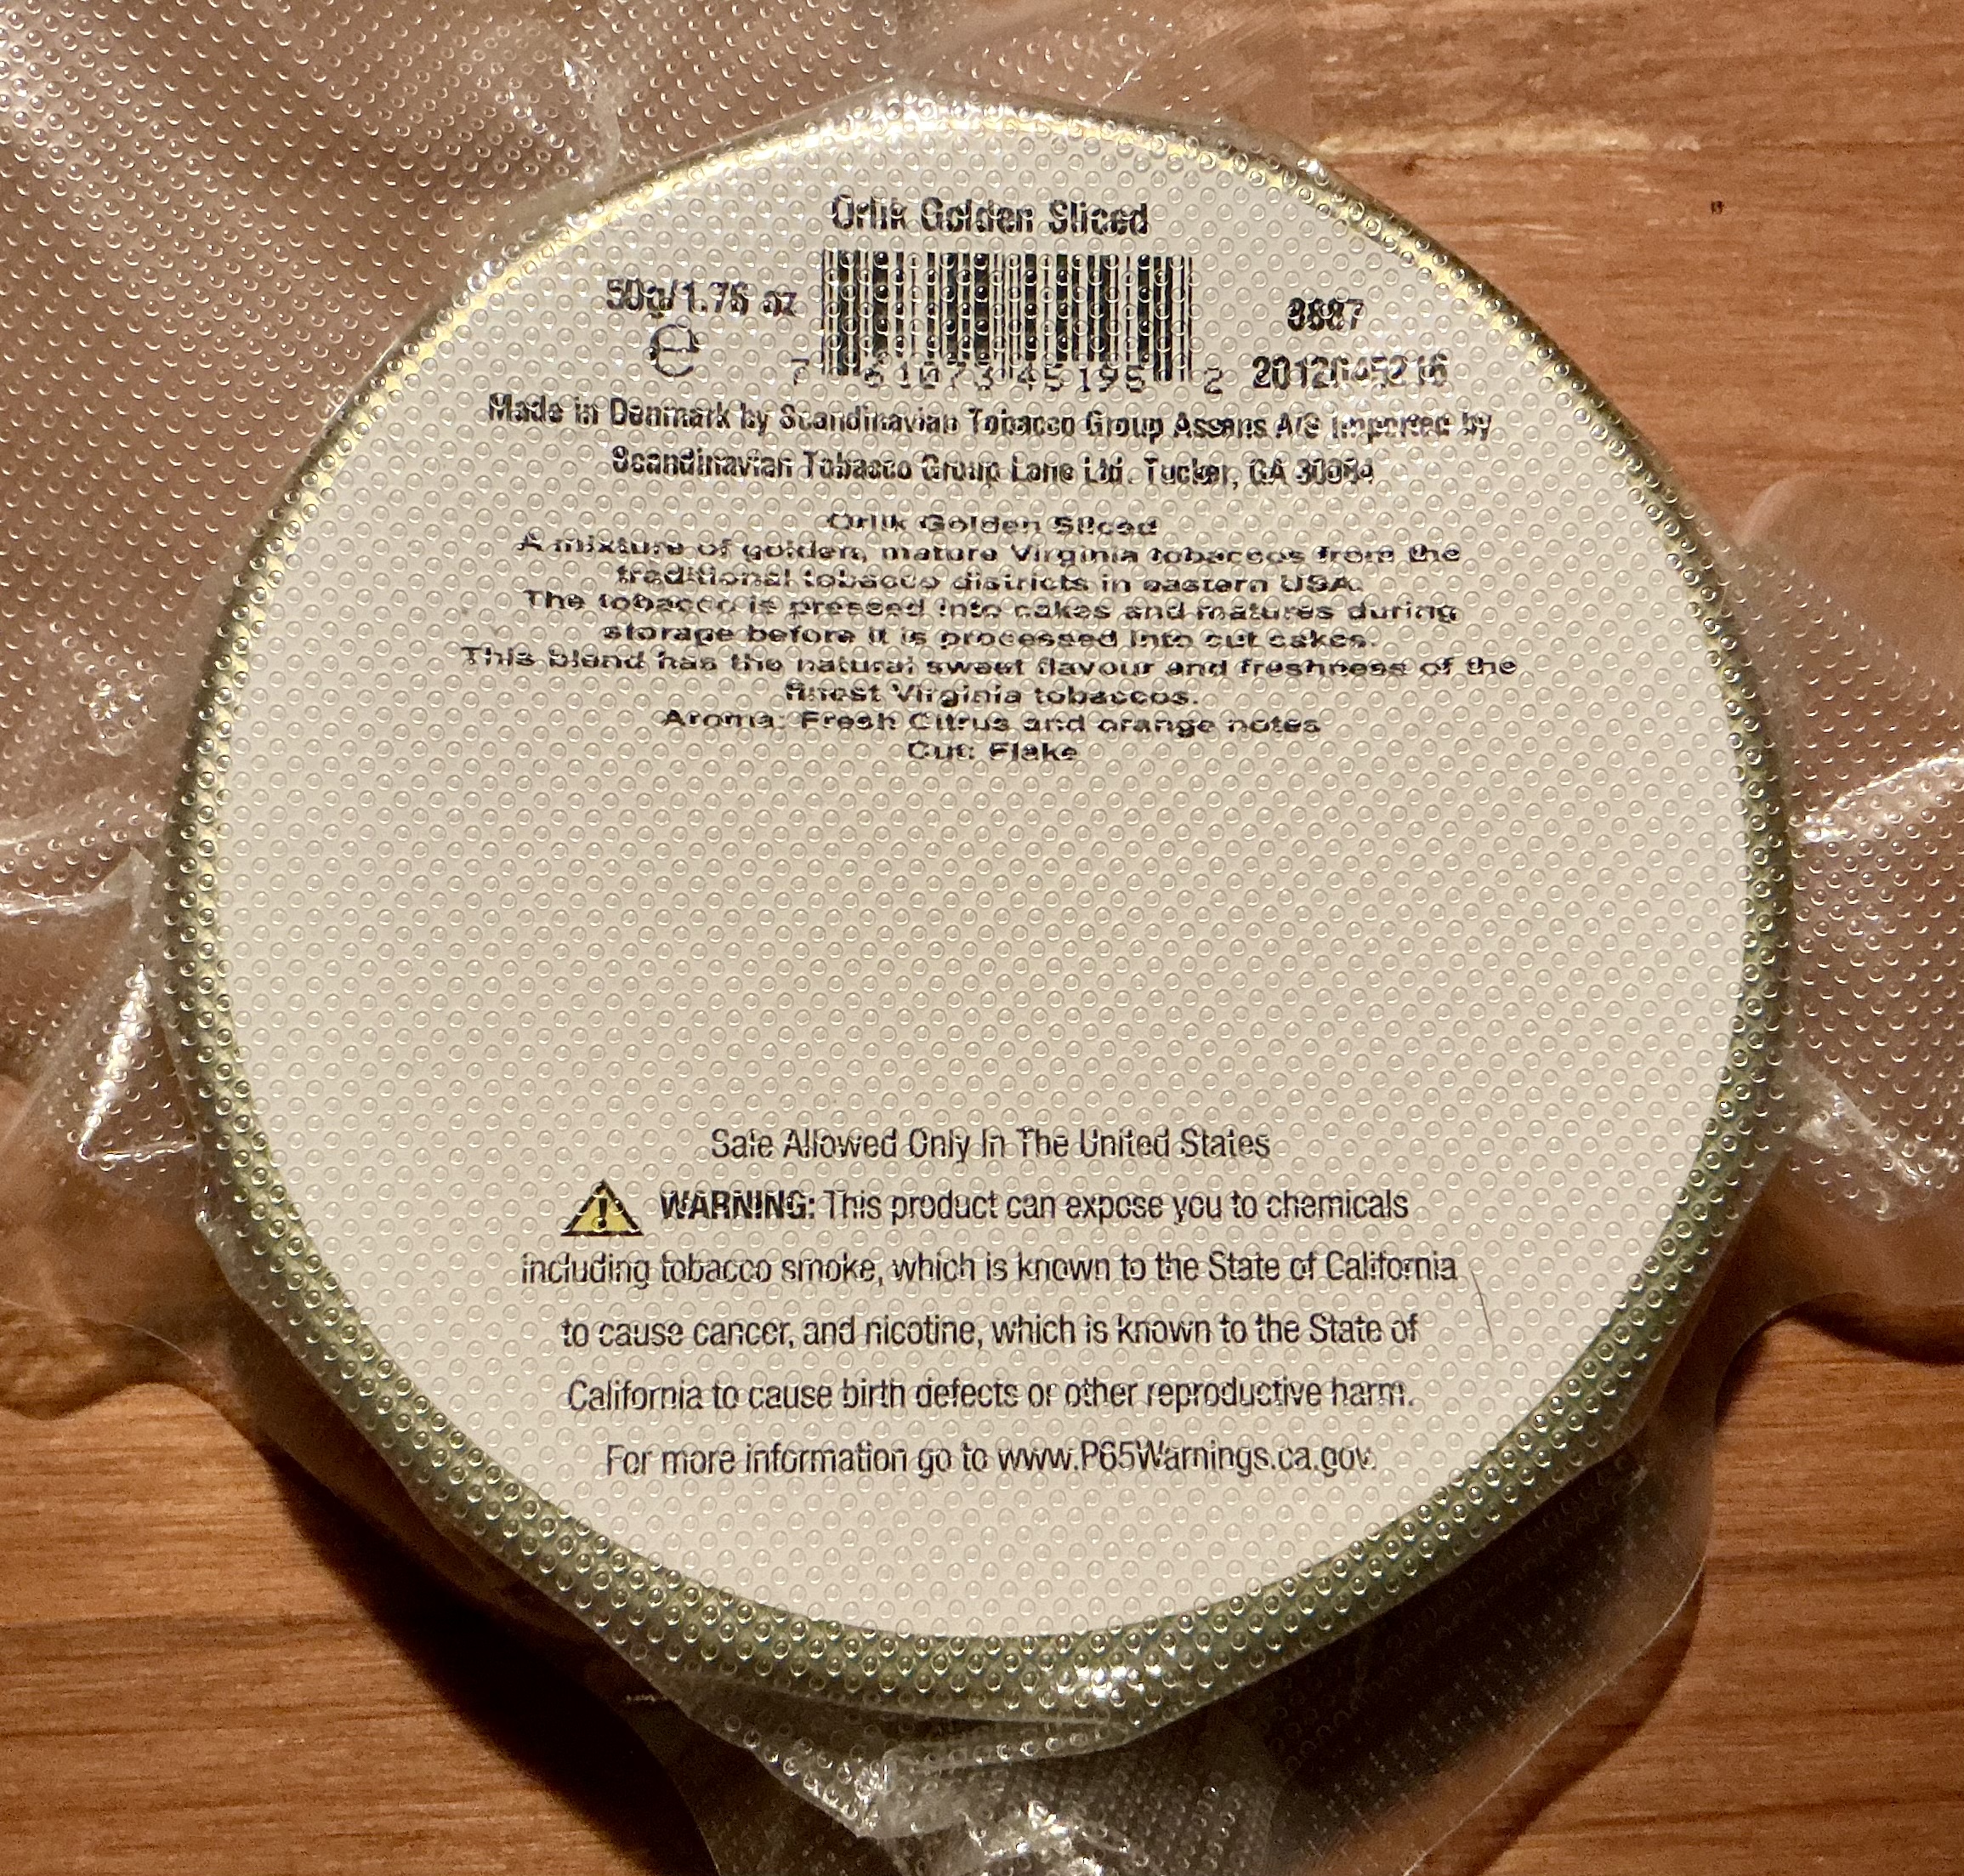 Orlik Golden Sliced
50g/1.76 oz
e
7 61073 45195 2
2012045216
Made in Denmark by Scandinavian Tobacco Group Assens A/S Imported by
Scandinavian Tobacco Group Lane Ltd. Tucker, GA 30084
Orlik Golden Sliced
A mixture of golden, mature Virginia tobaccos from the
traditional tobacco districts in eastern USA.
The tobacco is pressed into cakes and matures during
storage before it is processed into cut cakes.
This blend has the natural sweet flavour and freshness of the
finest Virginia tobaccos.
Aroma: Fresh Citrus and orange notes
Cut: Flake
Sale Allowed Only In The United States
WARNING: This product can expose you to chemicals
including tobacco smoke, which is known to the State of California
to cause cancer, and nicotine, which is known to the State of
California to cause birth defects or other reproductive harm.
For more information go to www.P65Warnings.ca.gov.